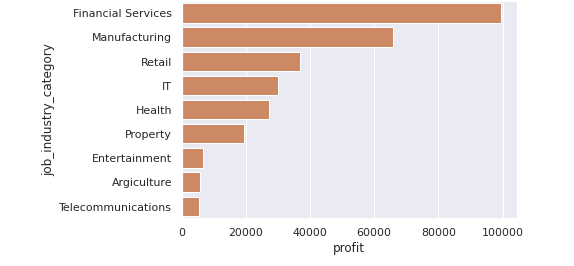 job_industry_category
Financial Services
Manufacturing
Retail
IT
Health
Property
Entertainment
Argiculture
Telecommunications
0 20000 40000 60000 80000 100000
profit